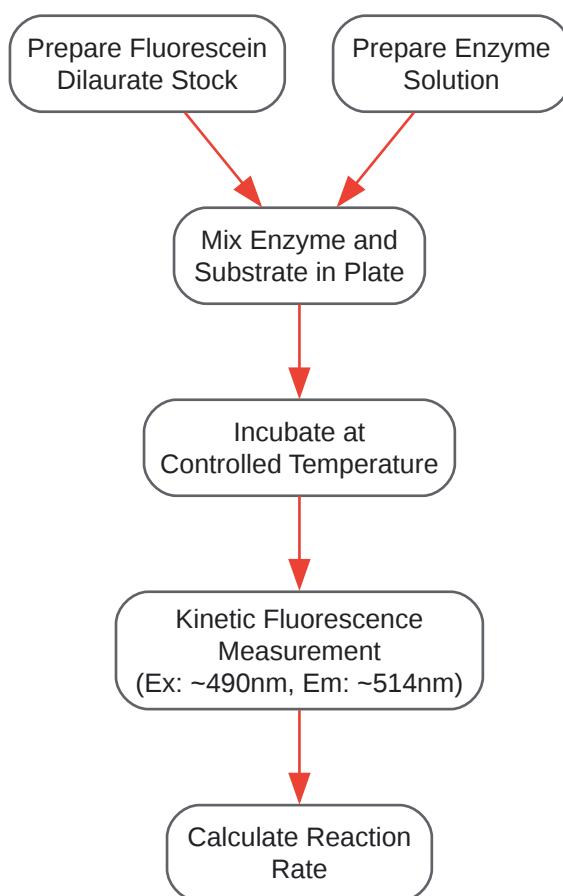 Prepare Fluorescein
Dilaurate Stock
Prepare Enzyme
Solution
Mix Enzyme and
Substrate in Plate
Incubate at
Controlled Temperature
Kinetic Fluorescence
Measurement
(Ex: ~490nm, Em: ~514nm)
Calculate Reaction
Rate